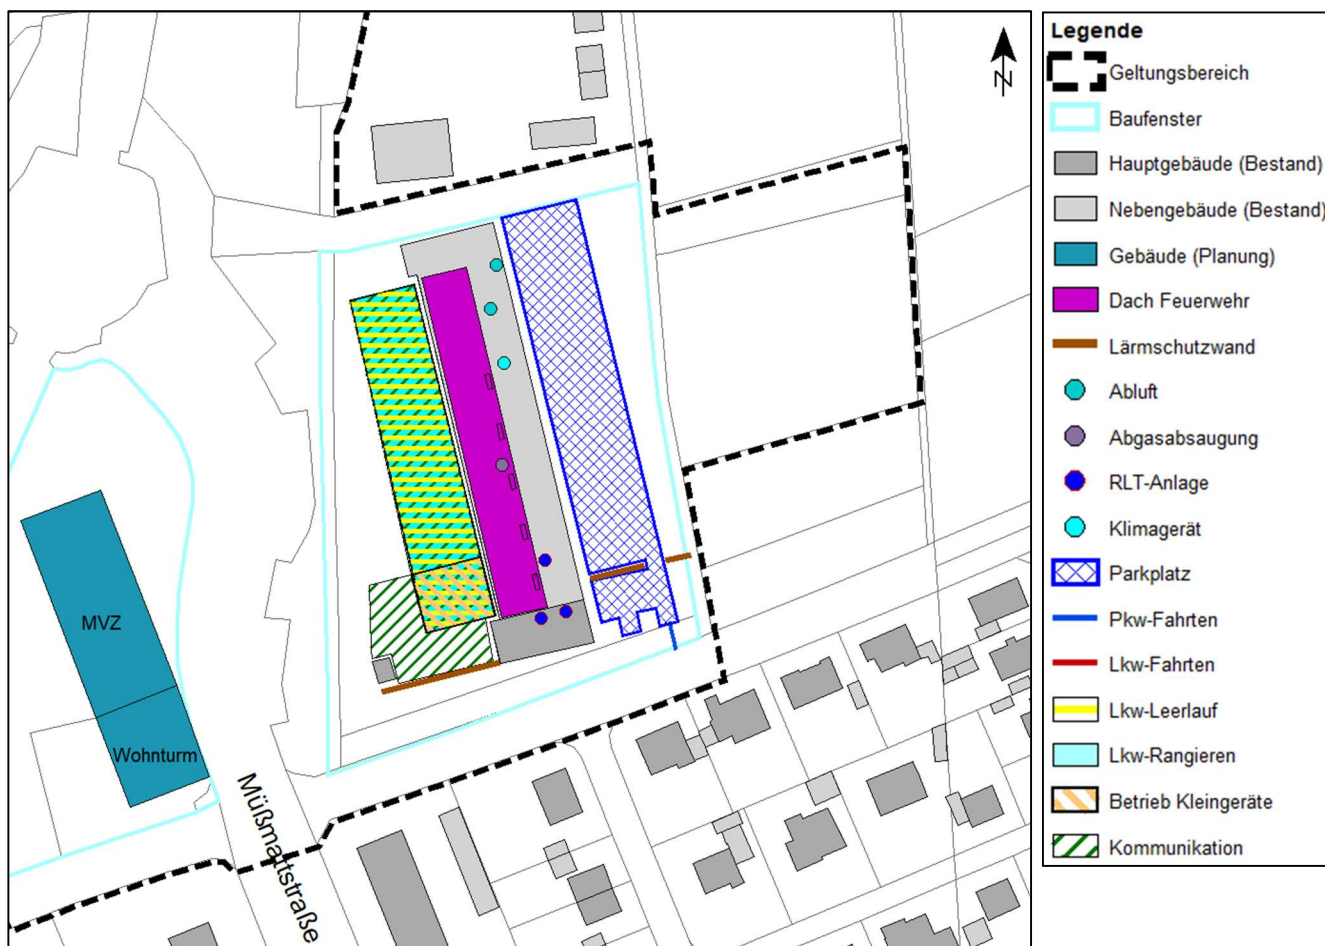 N
MVZ
Wohnturm
Müßmattstraße
Legende
Geltungsbereich
Baufenster
Hauptgebäude (Bestand)
Nebengebäude (Bestand)
Gebäude (Planung)
Dach Feuerwehr
Lärmschutzwand
Abluft
Abgasabsaugung
RLT-Anlage
Klimagerät
Parkplatz
Pkw-Fahrten
Lkw-Fahrten
Lkw-Leerlauf
Lkw-Rangieren
Betrieb Kleingeräte
Kommunikation